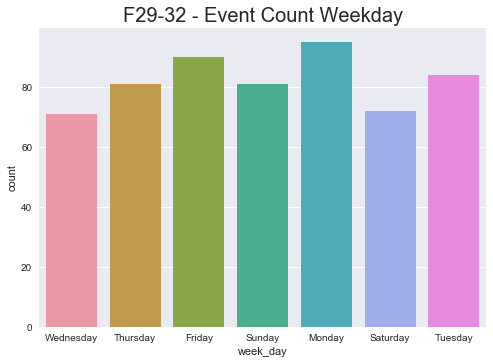 F29-32 - Event Count Weekday
count
80
60
40
20
0
Wednesday Thursday Friday Sunday Monday Saturday Tuesday
week_day